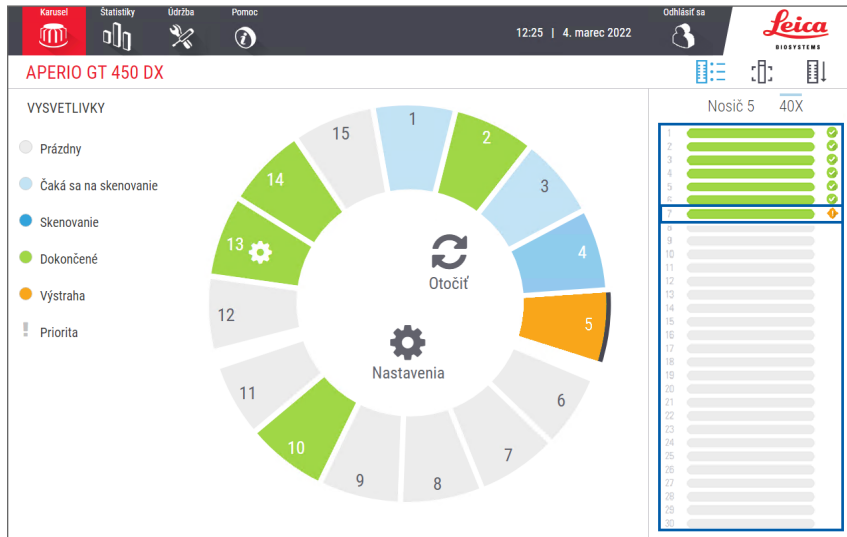 Karusel
Štatistiky
Údržba
Pomoc
12:25 | 4. marec 2022
Odhlásiť sa
Leica
BIOSYSTEMS
APERIO GT 450 DX
VYSVETLIVKY
Prázdny
Čaká sa na skenovanie
Skenovanie
Dokončené
Výstraha
! Priorita
1
2
3
4
5
6
7
8
9
10
11
12
13
14
15
Otočiť
Nastavenia
Nosič 5 40X
1
2
3
4
5
6
7
8
9
10
11
12
13
14
15
16
17
18
19
20
21
22
23
24
25
26
27
28
29
30